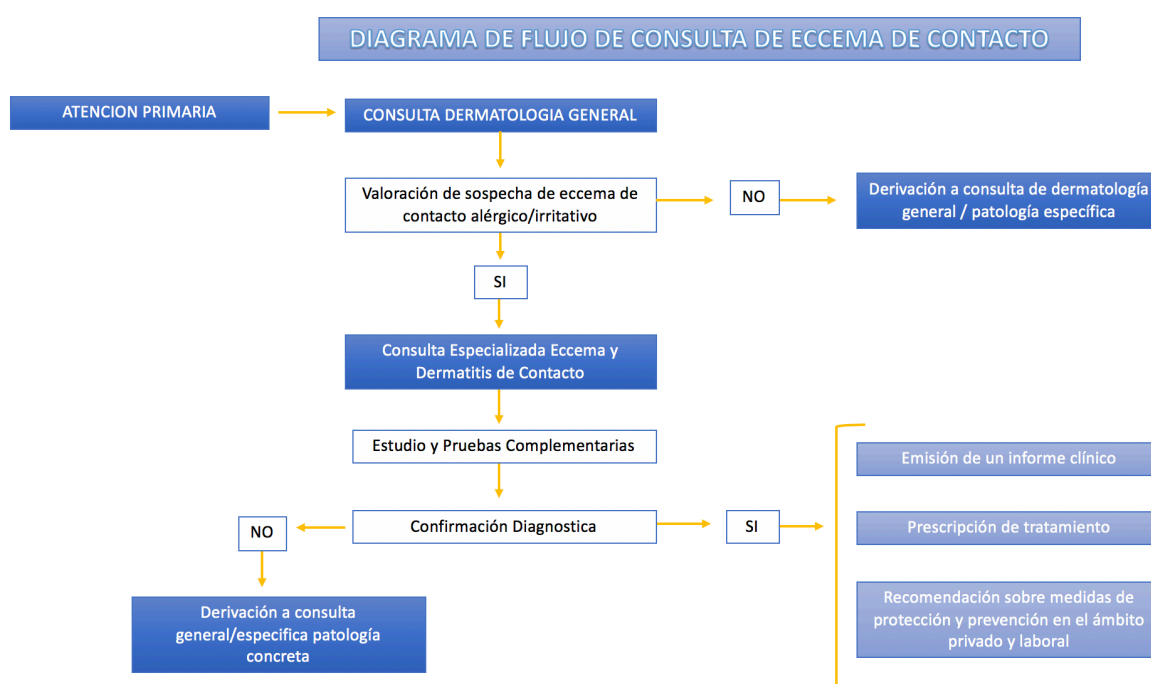 DIAGRAMA DE FLUJO DE CONSULTA DE ECCEMA DE CONTACTO
ATENCION PRIMARIA
CONSULTA DERMATOLOGIA GENERAL
Valoración de sospecha de eccema de
contacto alérgico/irritativo
NO
Derivación a consulta de dermatología
general / patología específica
SI
Consulta Especializada Eccema y
Dermatitis de Contacto
Estudio y Pruebas Complementarias
Confirmación Diagnostica
NO
SI
Derivación a consulta
general/especifica patología
concreta
Emisión de un informe clínico
Prescripción de tratamiento
Recomendación sobre medidas de
protección y prevención en el ámbito
privado y laboral